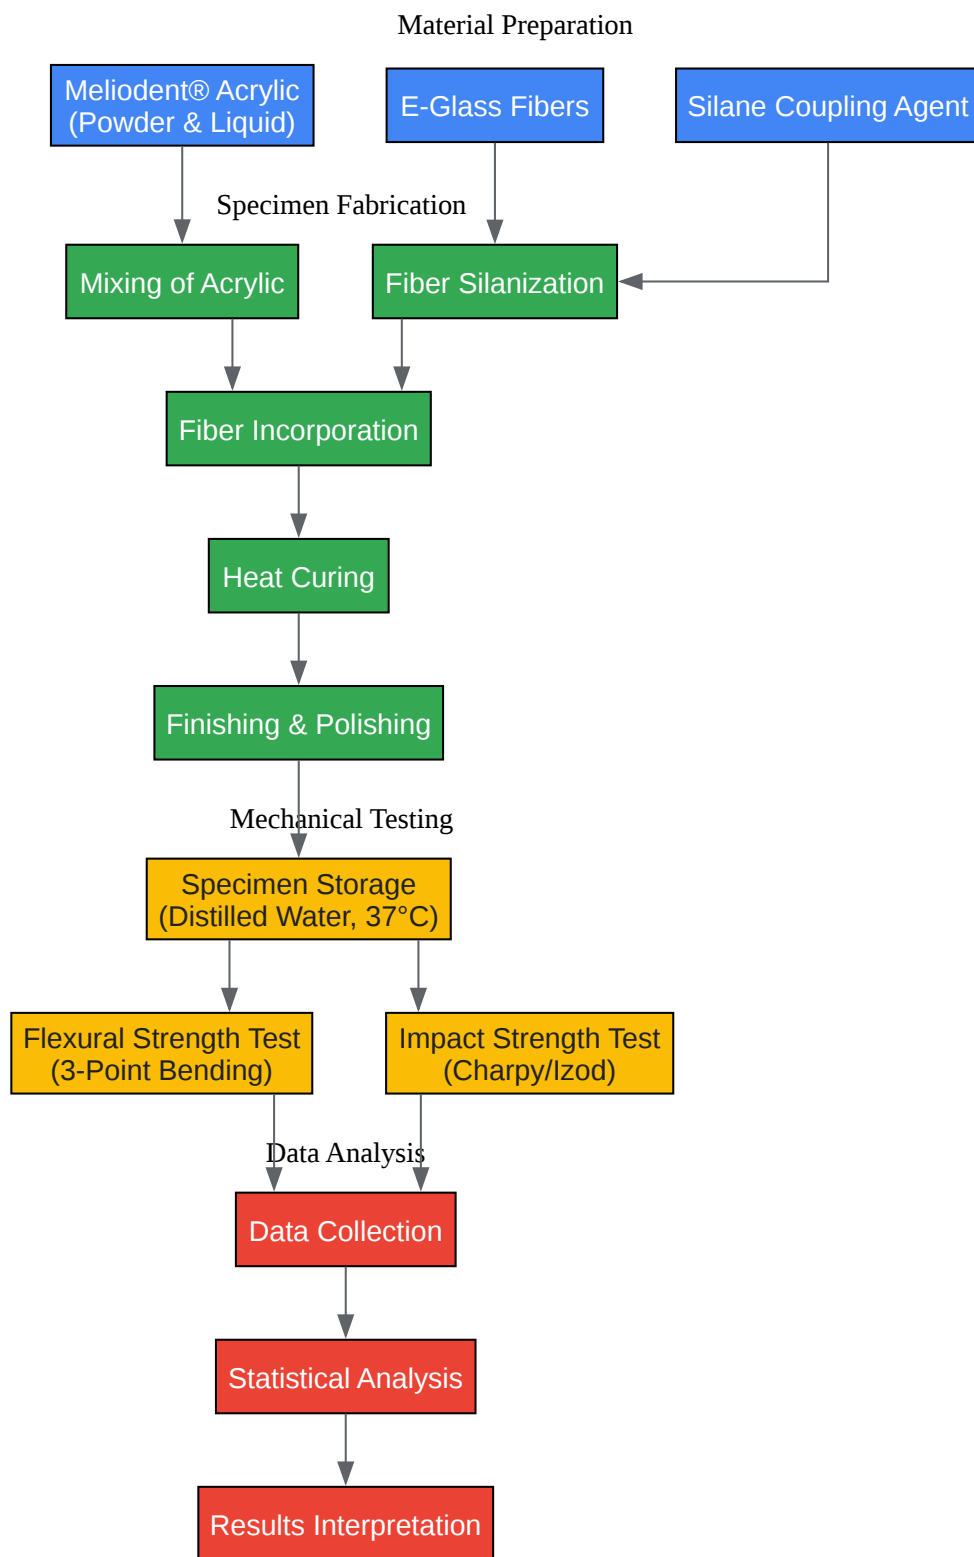 Material Preparation
Meliodent® Acrylic
(Powder & Liquid)
E-Glass Fibers
Silane Coupling Agent
Specimen Fabrication
Mixing of Acrylic
Fiber Silanization
Fiber Incorporation
Heat Curing
Finishing & Polishing
Mechanical Testing
Specimen Storage
(Distilled Water, 37°C)
Flexural Strength Test
(3-Point Bending)
Impact Strength Test
(Charpy/Izod)
Data Analysis
Data Collection
Statistical Analysis
Results Interpretation